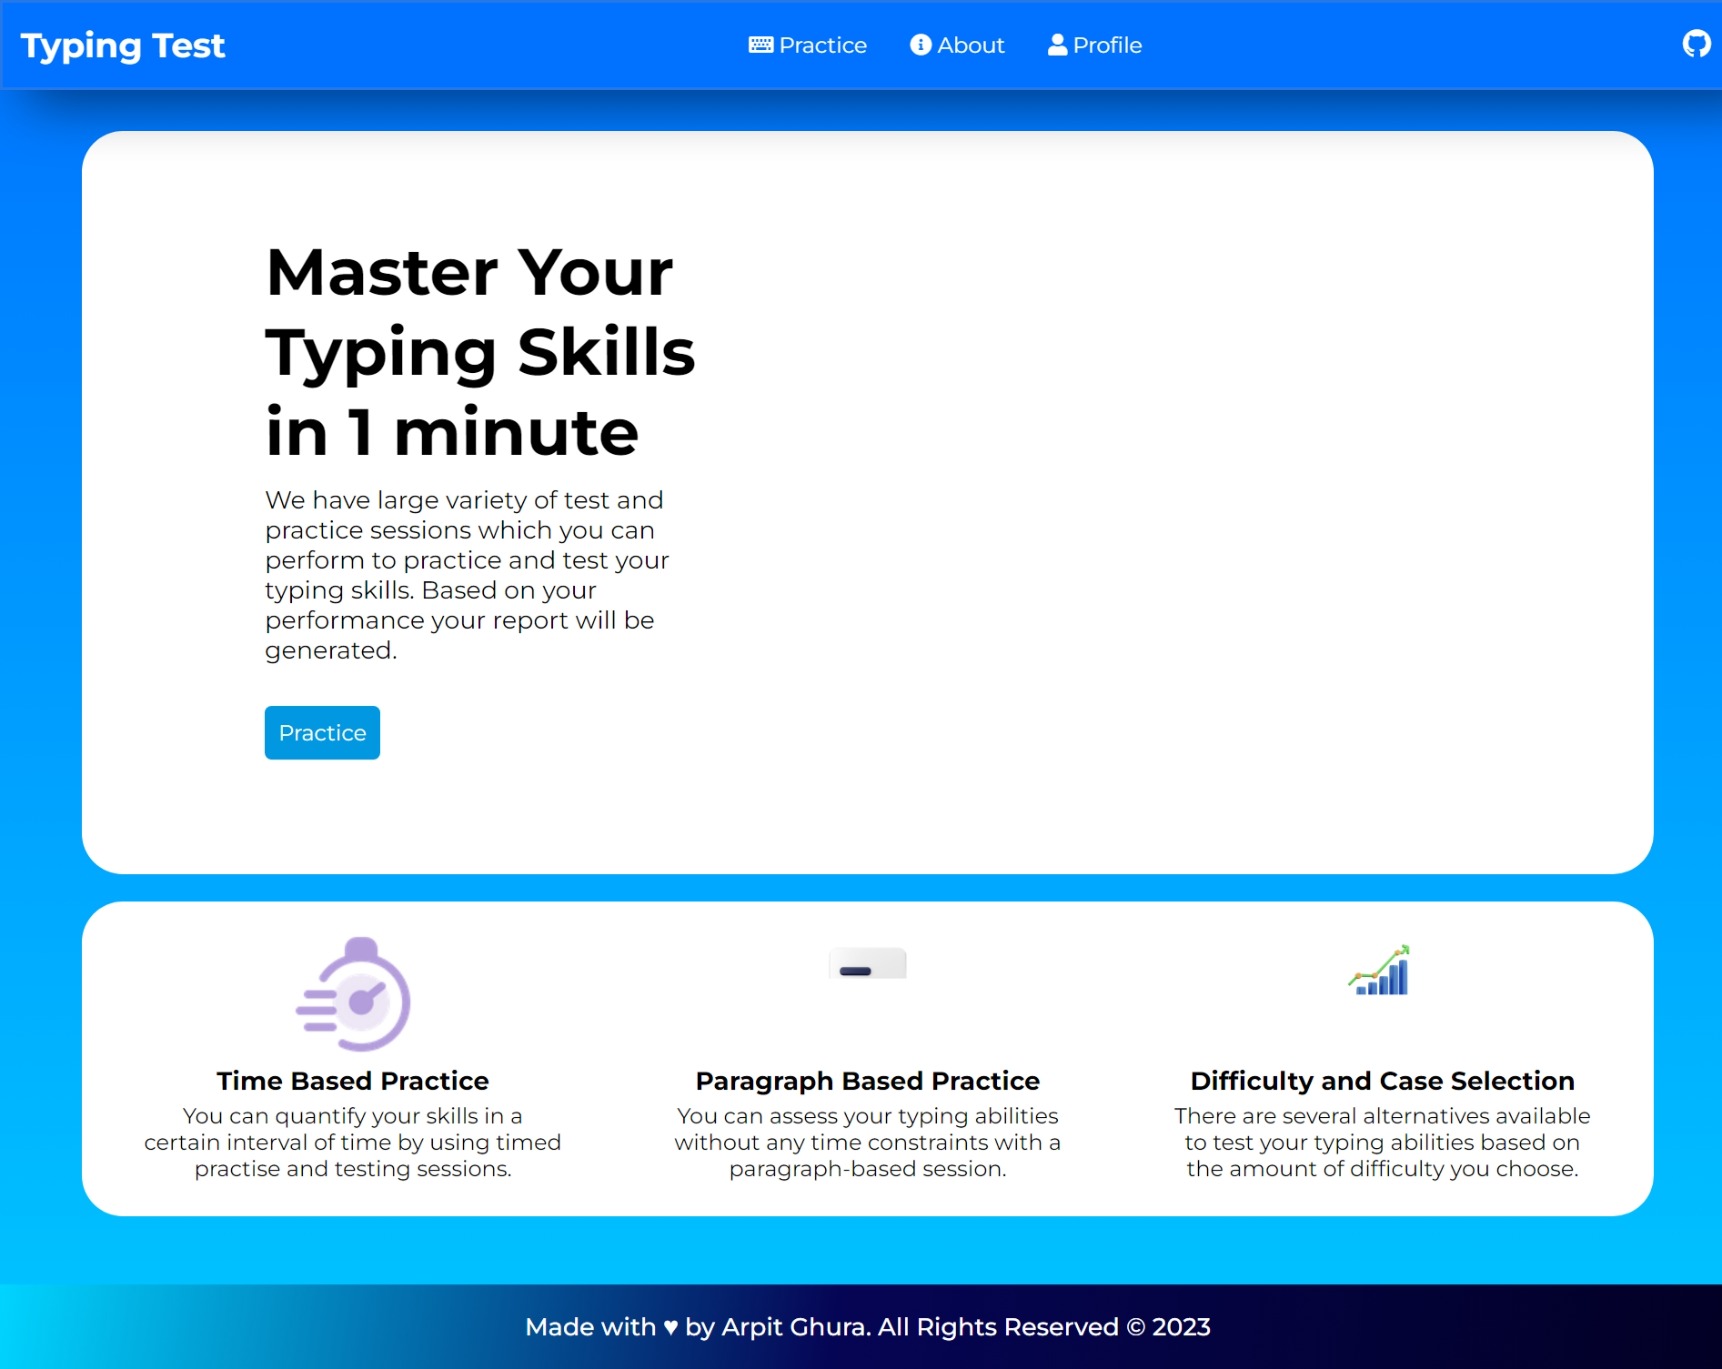 Typing Test
Practice
About
Profile
Master Your
Typing Skills
in 1 minute
We have large variety of test and
practice sessions which you can
perform to practice and test your
typing skills. Based on your
performance your report will be
generated.
Practice
Time Based Practice
You can quantify your skills in a
certain interval of time by using timed
practise and testing sessions.
Paragraph Based Practice
You can assess your typing abilities
without any time constraints with a
paragraph-based session.
Difficulty and Case Selection
There are several alternatives available
to test your typing abilities based on
the amount of difficulty you choose.
Made with ♥ by Arpit Ghura. All Rights Reserved © 2023